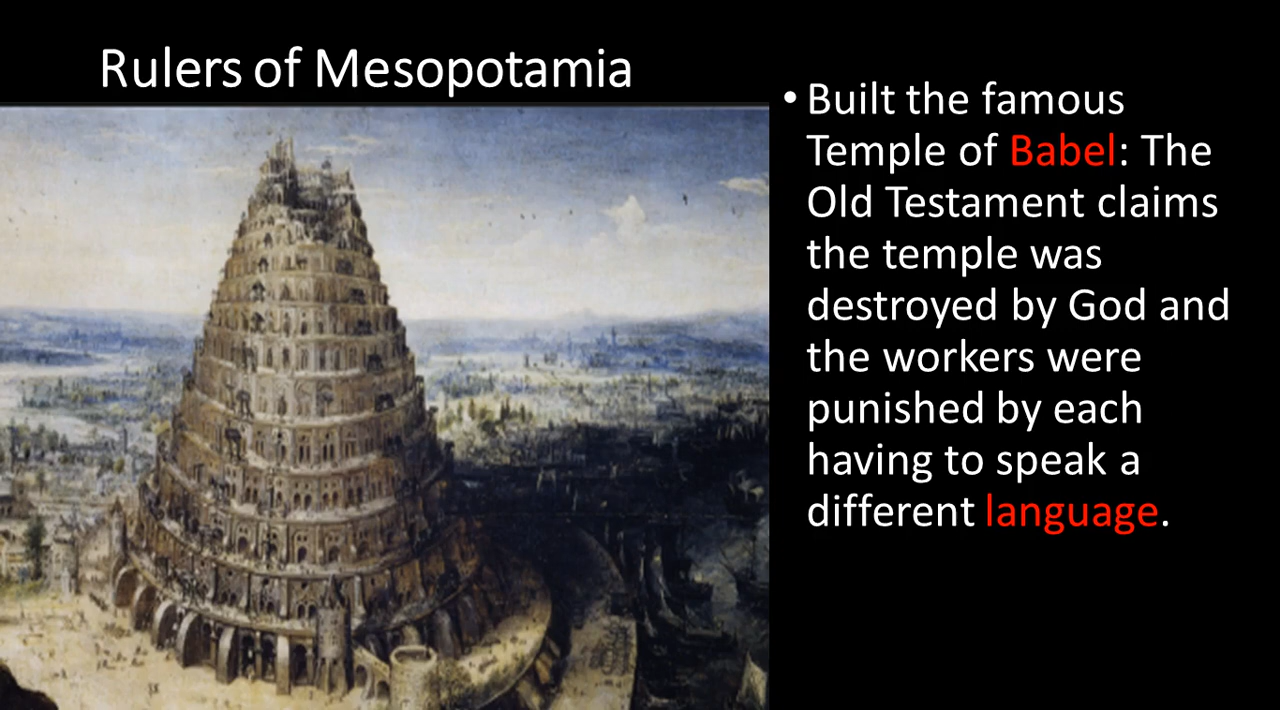 Rulers of Mesopotamia
• Built the famous
Temple of Babel: The
Old Testament claims
the temple was
destroyed by God and
the workers were
punished by each
having to speak a
different language.